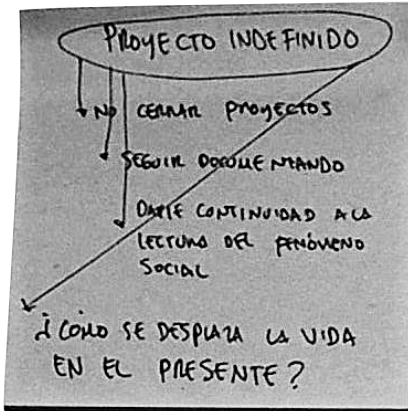 PROYECTO INDEFINIDO
NO CERRAR PROYECTOS
SEGUIR DOCUMENTANDO
DARLE CONTINUIDAD A LA
LECTURA DEL FENÓMENO
SOCIAL
¿CÓMO SE DESPLAZA LA VIDA
EN EL PRESENTE?